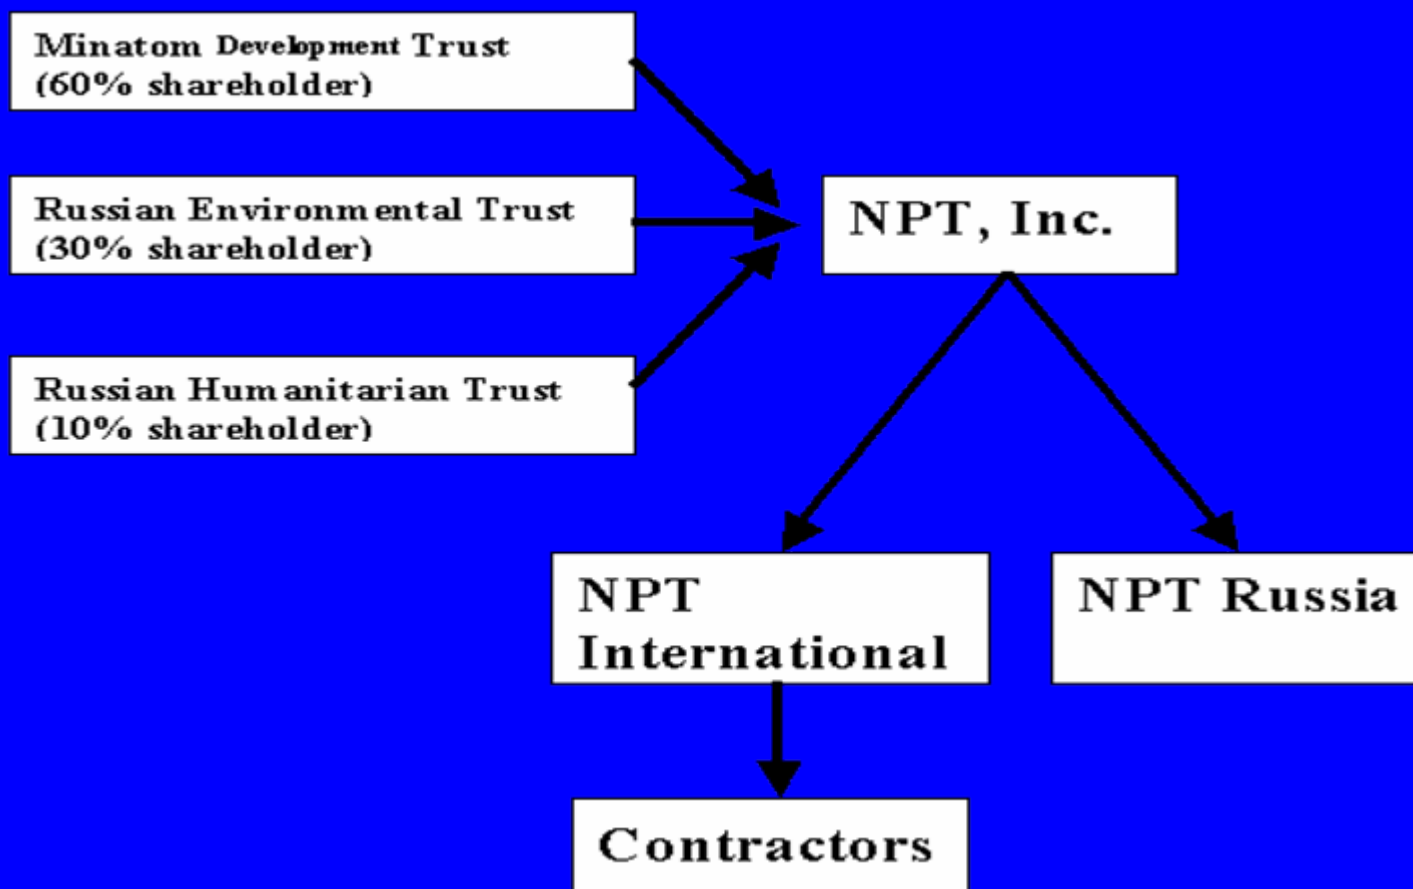 Minatom Development Trust
(60% shareholder)
Russian Environmental Trust
(30% shareholder)
NPT, Inc.
Russian Humanitarian Trust
(10% shareholder)
NPT
International
NPT Russia
Contractors